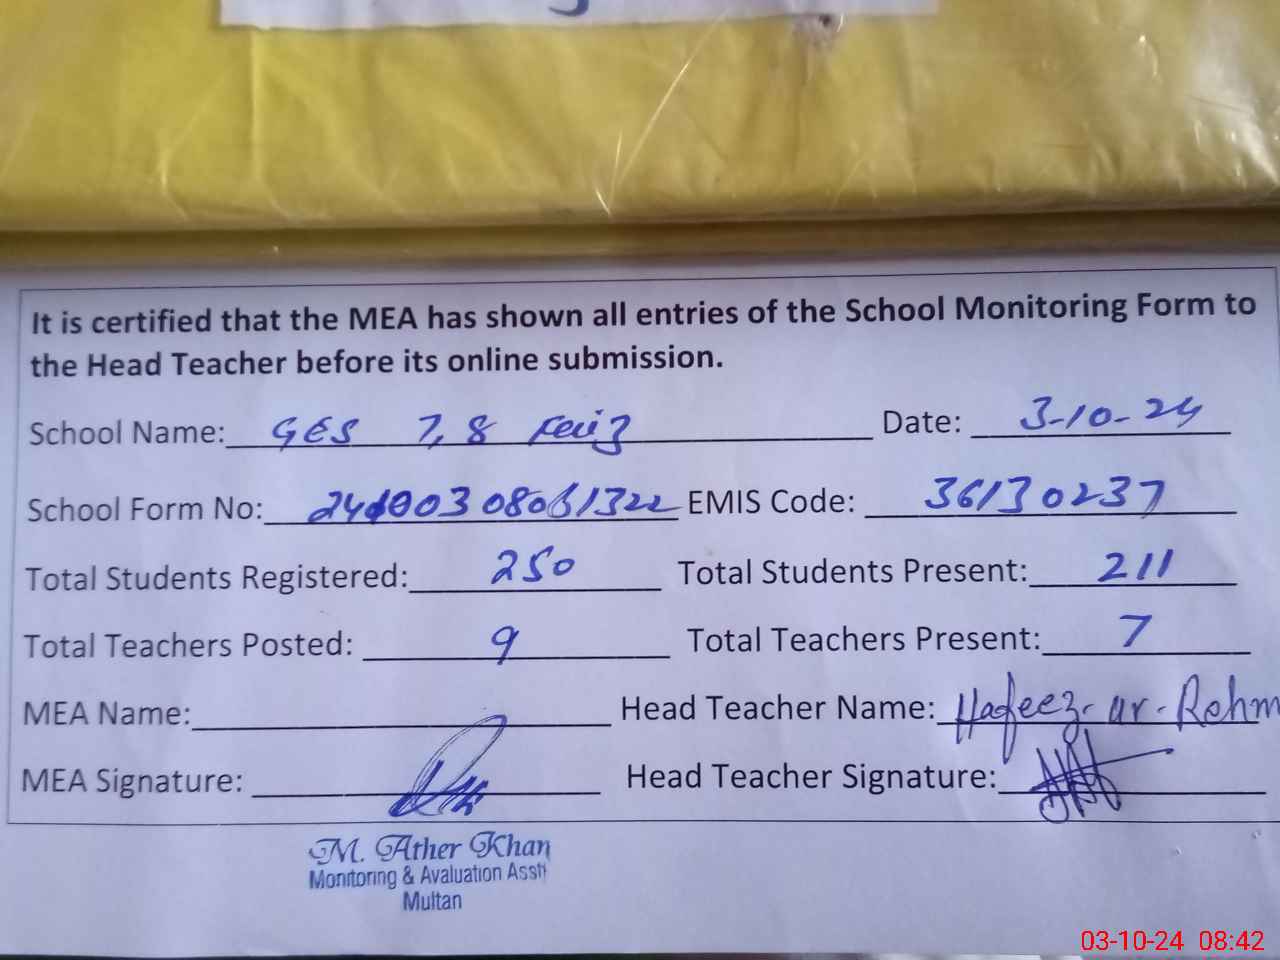 It is certified that the MEA has shown all entries of the School Monitoring Form to
the Head Teacher before its online submission.
School Name: GES 7,8 Faiz Date: 3-10-24
School Form No: EMIS Code: 36130237
Total Students Registered: 250 Total Students Present: 211
Total Teachers Posted: 9 Total Teachers Present: 7
MEA Name: Head Teacher Name: Hafeez-ur-Rehm
MEA Signature: Head Teacher Signature:
M. Ather Khan
Monitoring & Evaluation Asstt
Multan
03-10-24 08:42